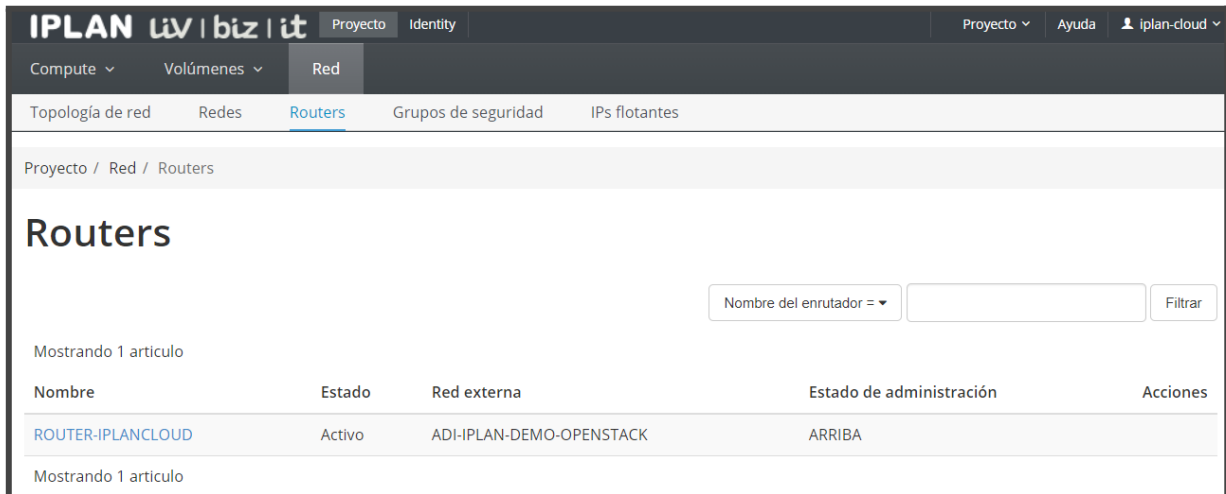 IPLAN liv | biz | it Proyecto Identity Proyecto Ayuda iplan-cloud
Compute Volúmenes Red
Topología de red Redes Routers Grupos de seguridad IPs flotantes
Proyecto / Red / Routers
Routers
Nombre del enrutador = Filtrar
Mostrando 1 articulo
Nombre Estado Red externa Estado de administración Acciones
ROUTER-IPLANCLOUD Activo ADI-IPLAN-DEMO-OPENSTACK ARRIBA
Mostrando 1 articulo